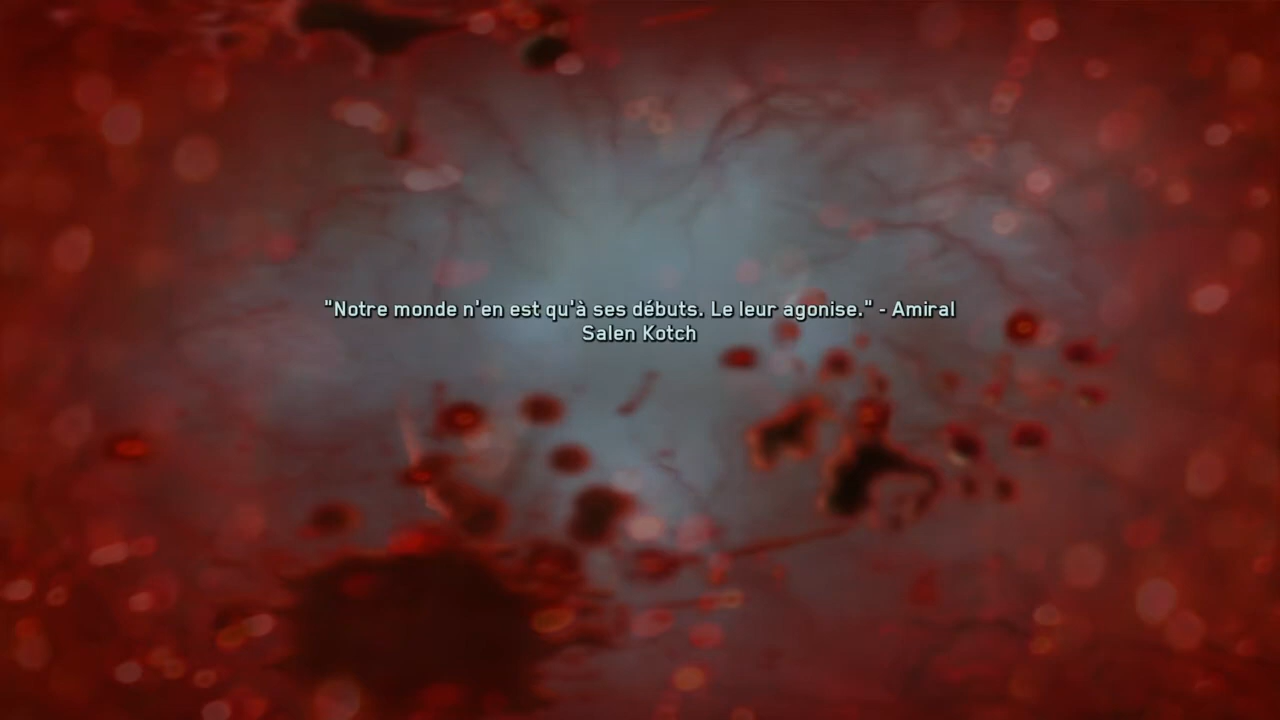 "Notre monde n'en est qu'à ses débuts. Le leur agonise." - Amiral
Salen Kotch